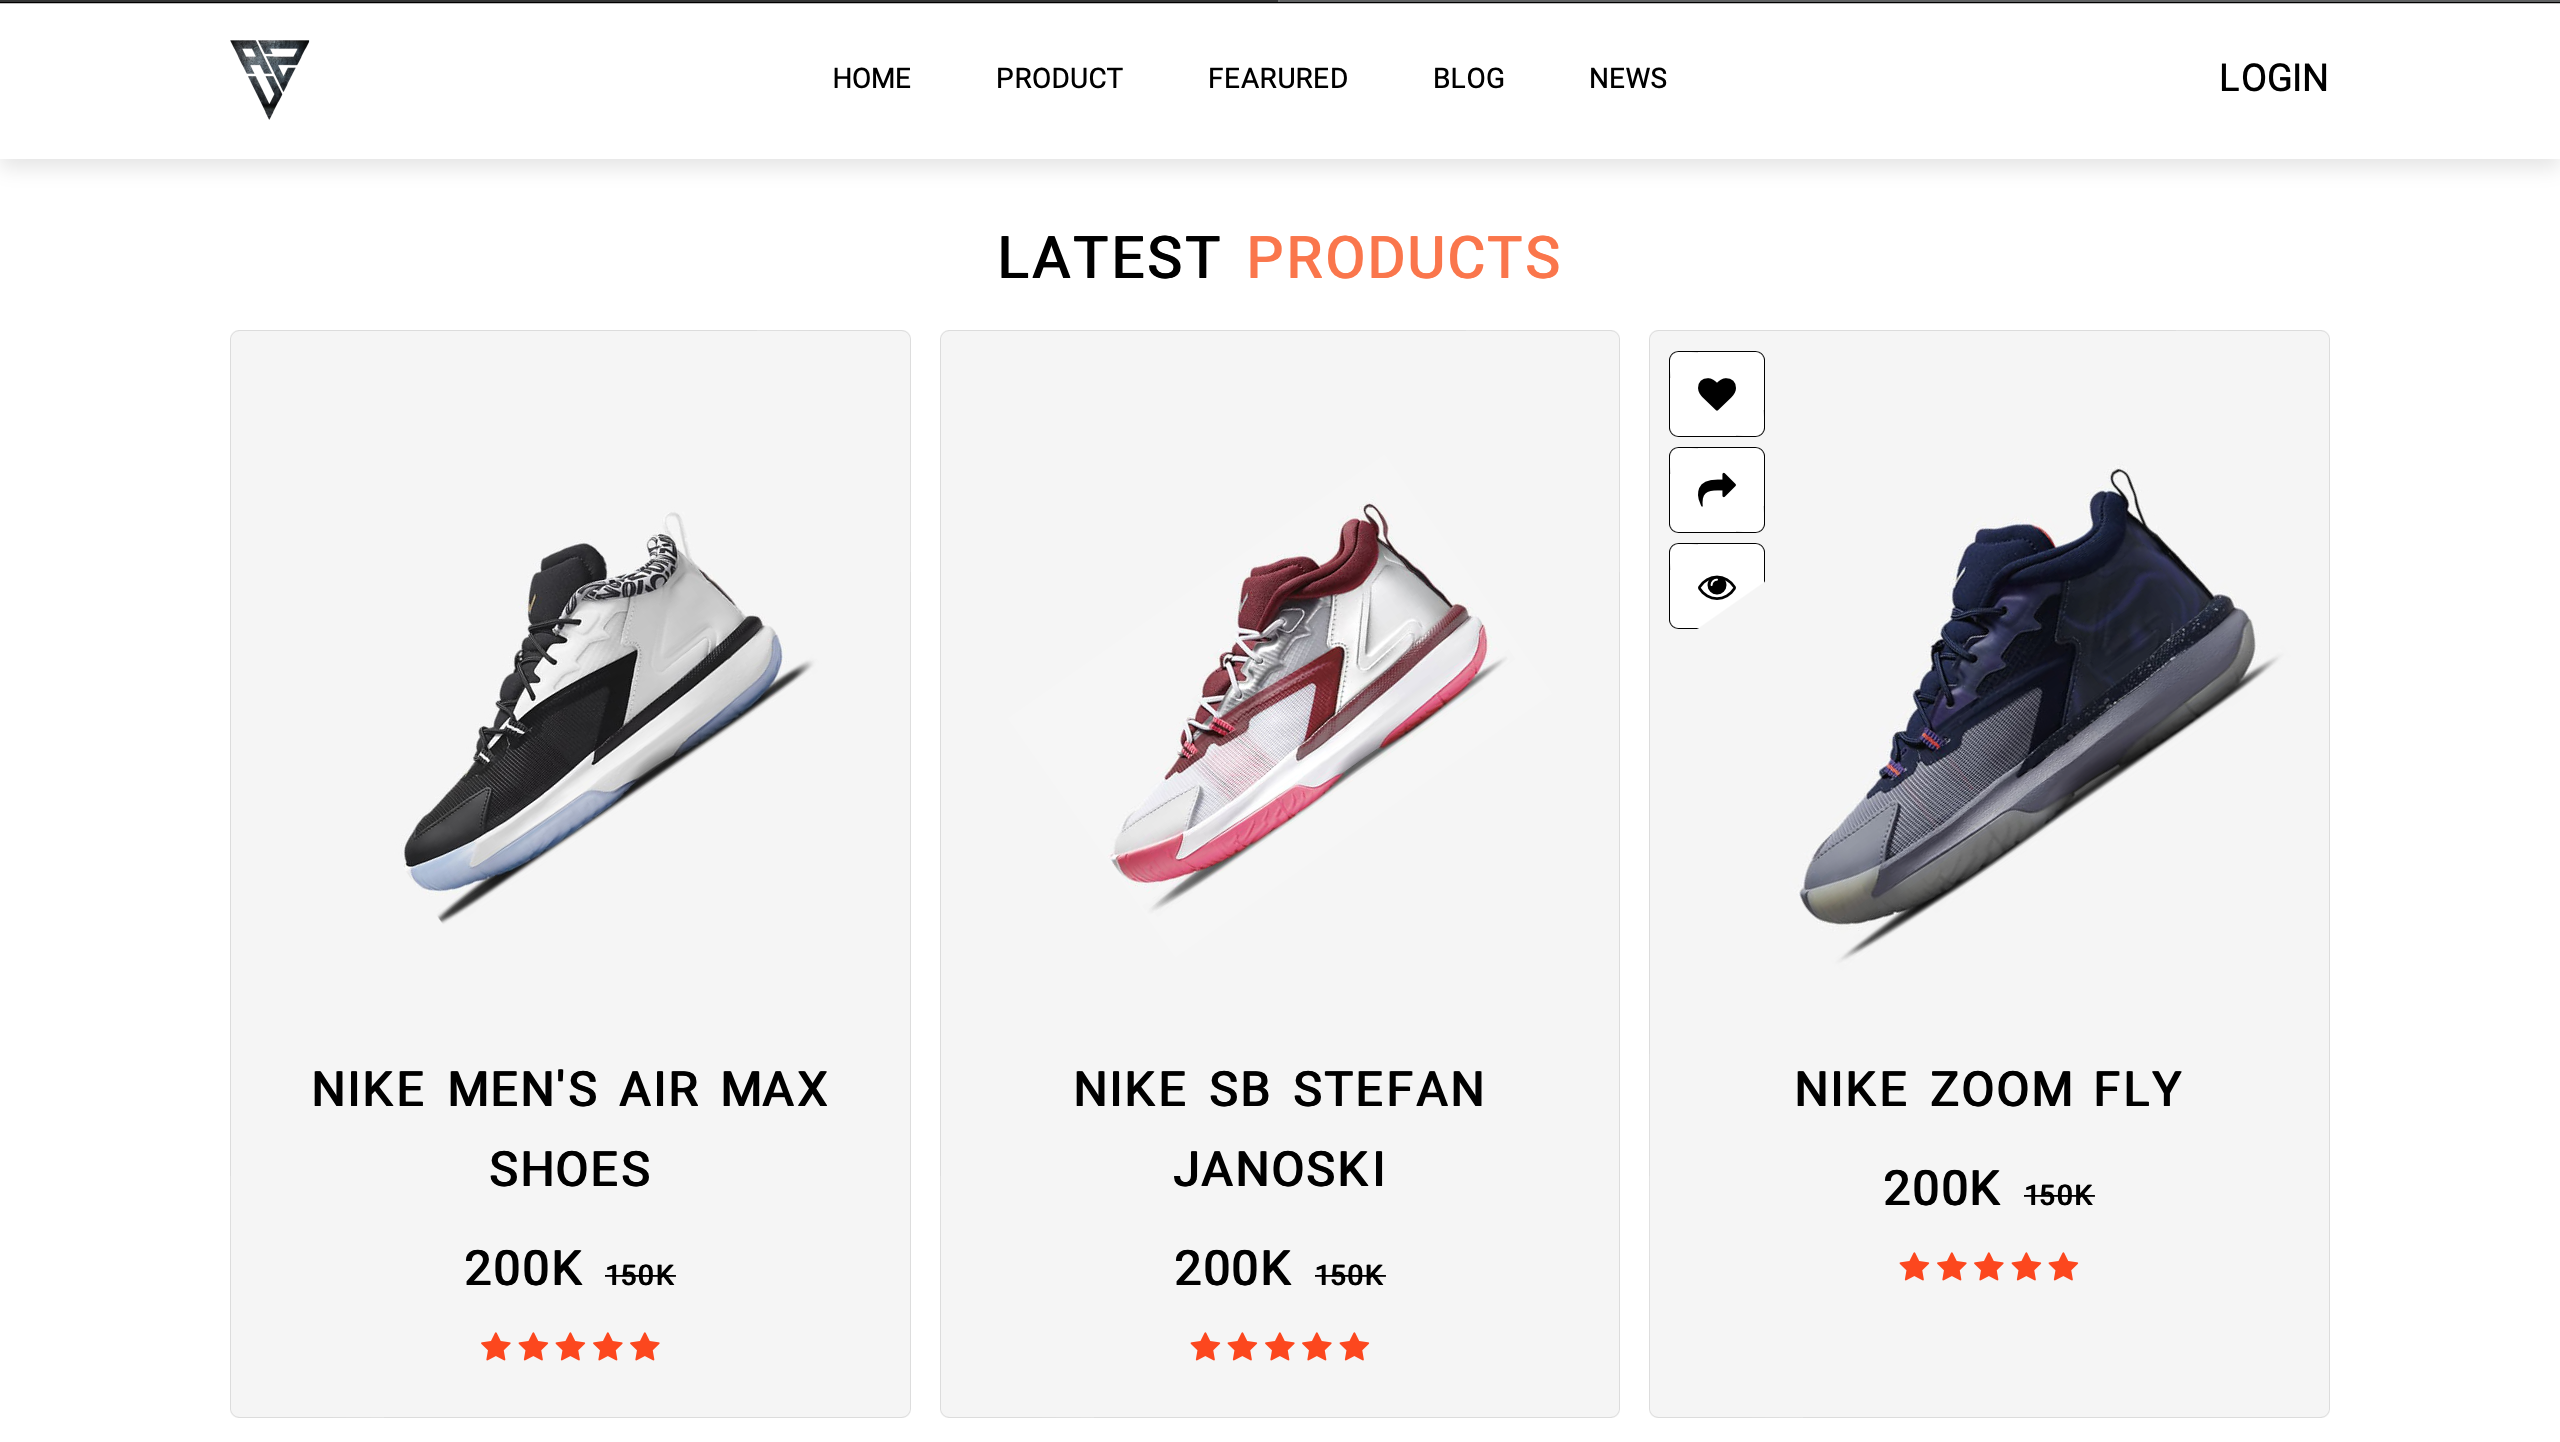 HOME PRODUCT FEARURED BLOG NEWS LOGIN
LATEST PRODUCTS
NIKE MEN'S AIR MAX
SHOES
200K 150K
NIKE SB STEFAN
JANOSKI
200K 150K
NIKE ZOOM FLY
200K 150K